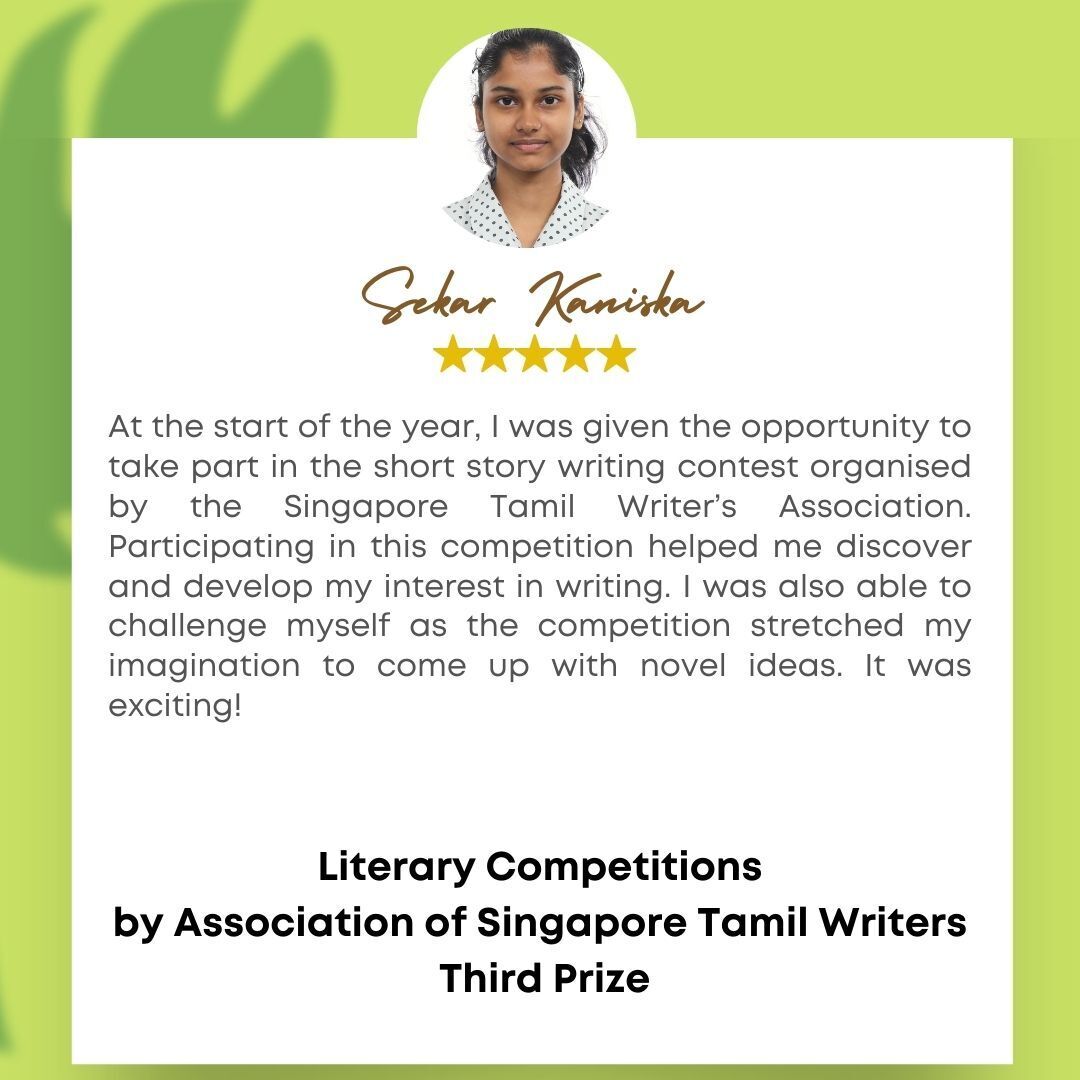 Sekar Kaniska
At the start of the year, I was given the opportunity to
take part in the short story writing contest organised
by the Singapore Tamil Writer’s Association.
Participating in this competition helped me discover
and develop my interest in writing. I was also able to
challenge myself as the competition stretched my
imagination to come up with novel ideas. It was
exciting!
Literary Competitions
by Association of Singapore Tamil Writers
Third Prize